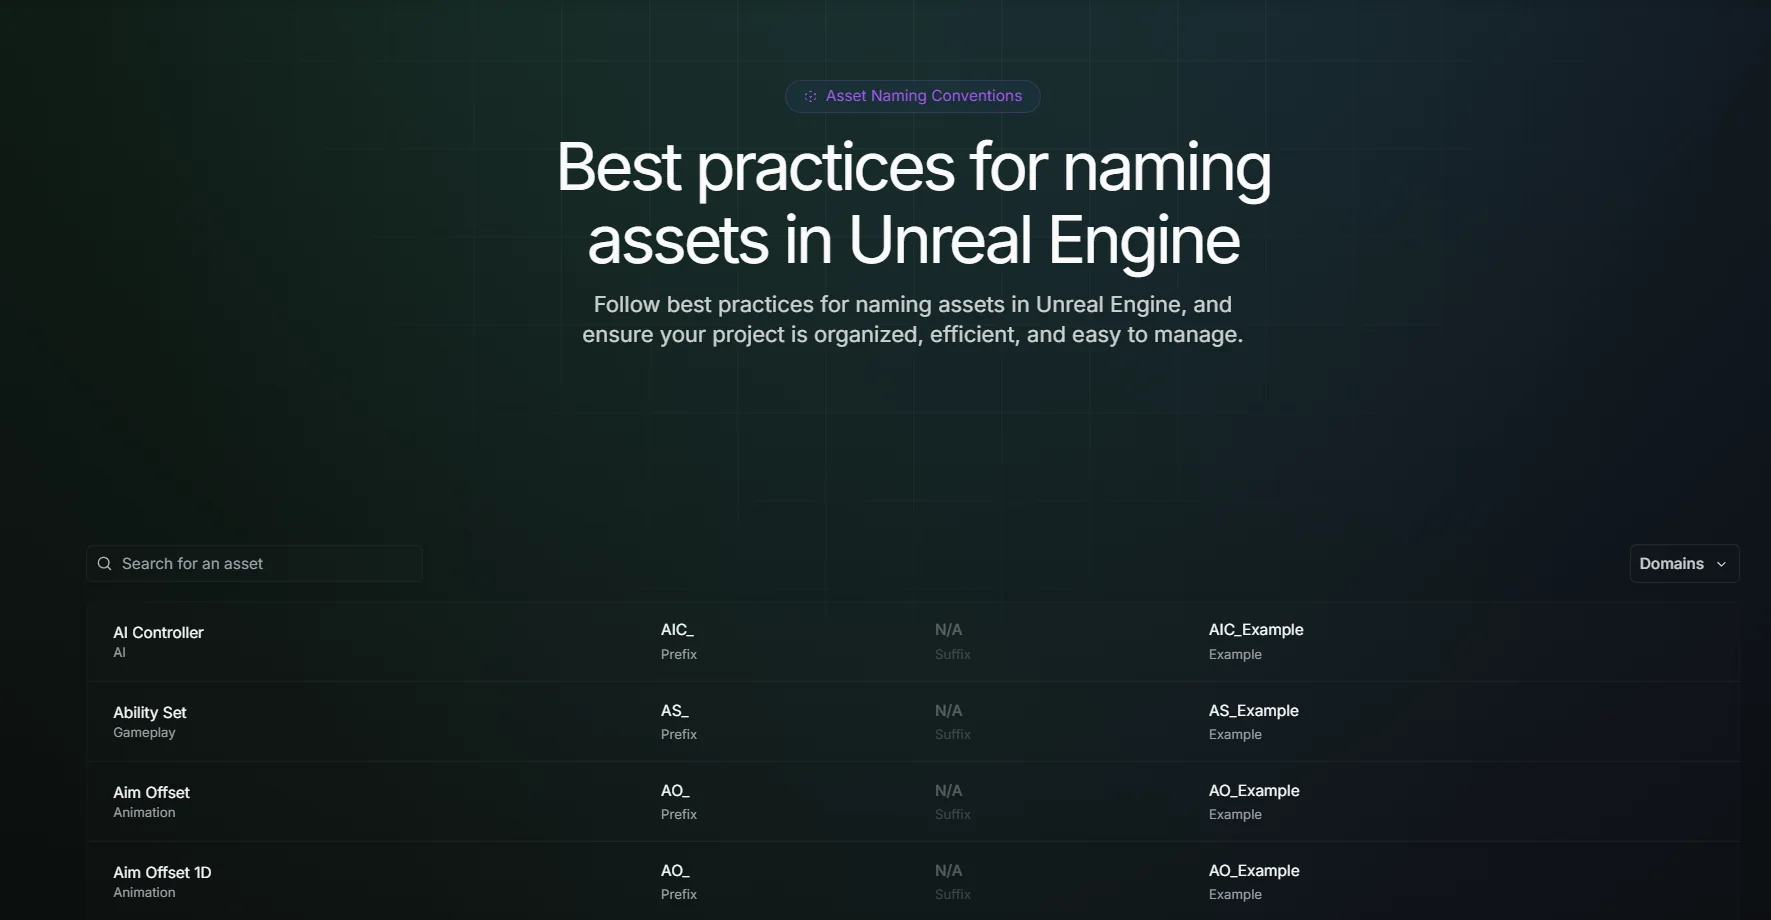 Asset Naming Conventions
Best practices for naming
assets in Unreal Engine
Follow best practices for naming assets in Unreal Engine, and
ensure your project is organized, efficient, and easy to manage.
Search for an asset
Domains
AI Controller
AI
AIC_
Prefix
N/A
Suffix
AIC_Example
Example
Ability Set
Gameplay
AS_
Prefix
N/A
Suffix
AS_Example
Example
Aim Offset
Animation
AO_
Prefix
N/A
Suffix
AO_Example
Example
Aim Offset 1D
Animation
AO_
Prefix
N/A
Suffix
AO_Example
Example